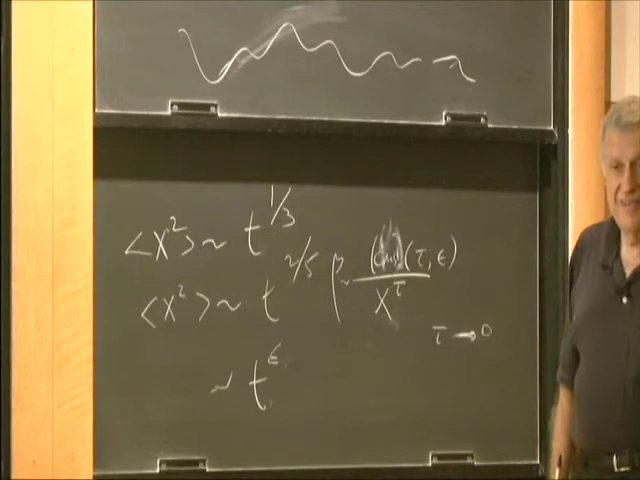 <x²> ~ t^1/3
<x²> ~ t^2/5 β ~ (τ, ε) / x^τ
τ → 0
~ t^ε